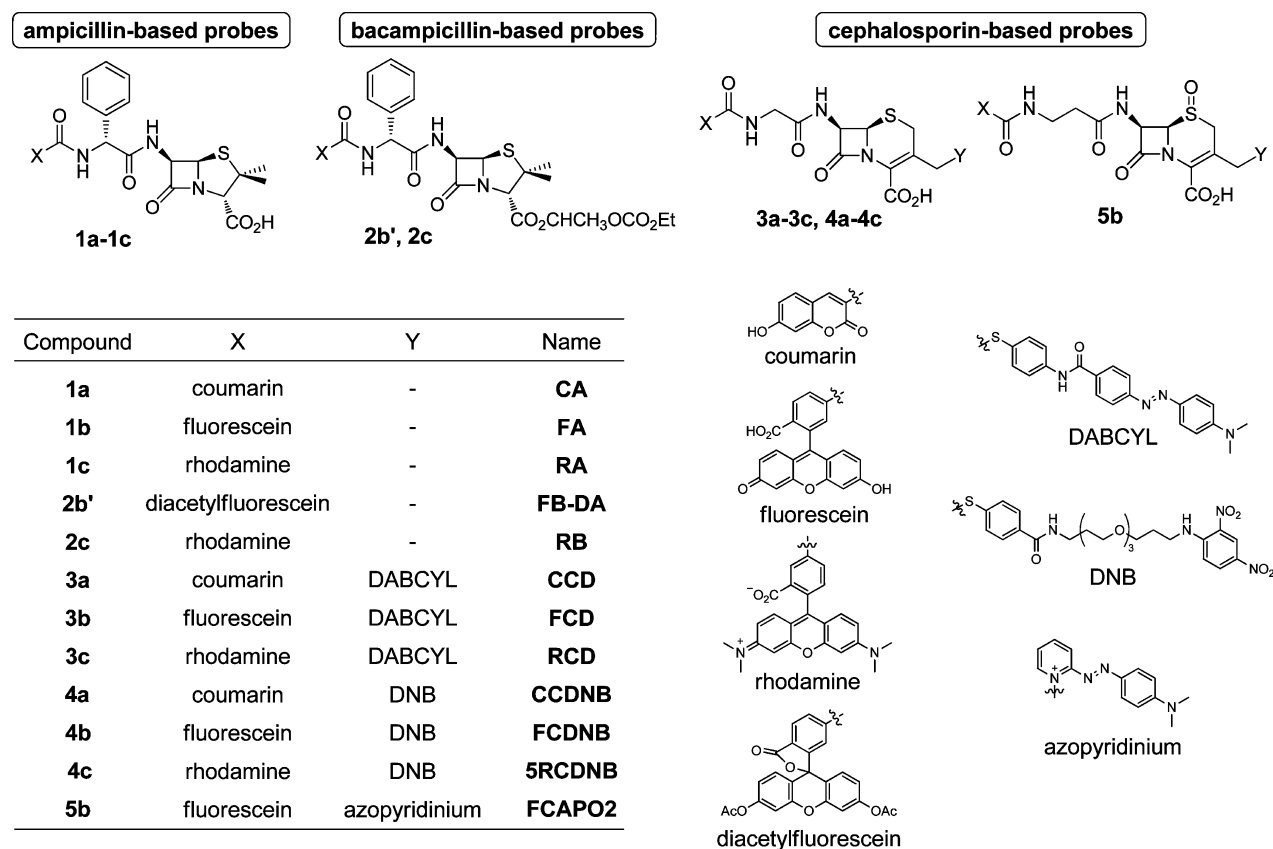 ampicillin-based probes
bacampicillin-based probes
cephalosporin-based probes
X
O
N
H
O
H
N
O
N
S
CO2H
1a-1c
X
O
N
H
O
H
N
O
N
S
CO2CHCH3OCO2Et
2b', 2c
X
O
N
H
O
H
N
O
N
S
Y
CO2H
3a-3c, 4a-4c
X
O
H
N
O
H
N
O
N
O
S
Y
CO2H
5b
Compound X Y Name
1a coumarin - CA
1b fluorescein - FA
1c rhodamine - RA
2b' diacetylfluorescein - FB-DA
2c rhodamine - RB
3a coumarin DABCYL CCD
3b fluorescein DABCYL FCD
3c rhodamine DABCYL RCD
4a coumarin DNB CCDNB
4b fluorescein DNB FCDNB
4c rhodamine DNB 5RCDNB
5b fluorescein azopyridinium FCAPO2
HO O O
coumarin
HO2C
O O OH
fluorescein
−O2C
N+ O N
rhodamine
O
O
AcO O OAc
diacetylfluorescein
S
N
H
O
N N
N
DABCYL
S
O
H
N
O
3
H
N
NO2
NO2
DNB
N+
N N
N
azopyridinium